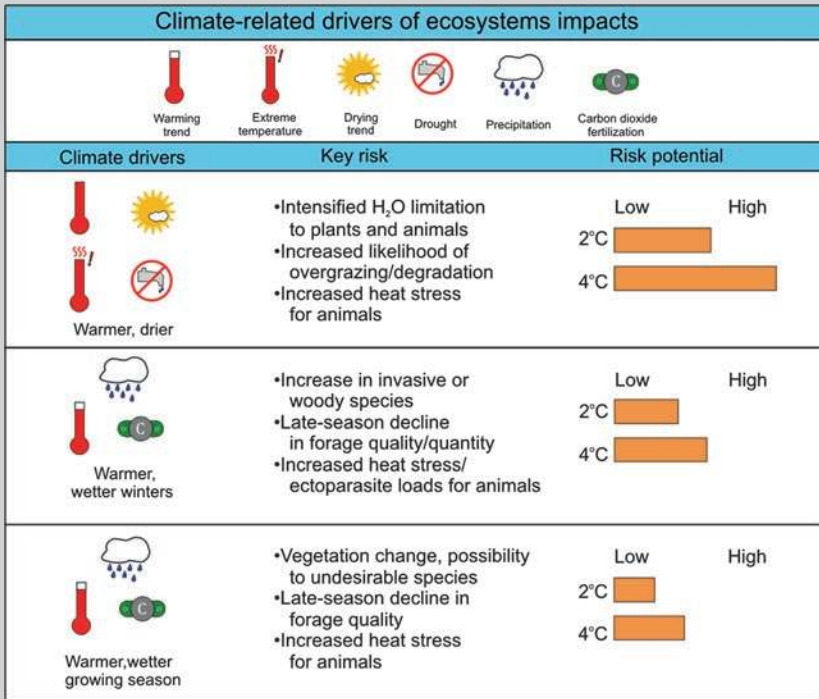 Climate-related drivers of ecosystems impacts
Warming
trend
Extreme
temperature
Drying
trend
Drought
Precipitation
C
Carbon dioxide
fertilization
Climate drivers
Key risk
Risk potential
Warmer, drier
•Intensified H₂O limitation
to plants and animals
•Increased likelihood of
overgrazing/degradation
•Increased heat stress
for animals
Low High
2°C
4°C
C
Warmer,
wetter winters
•Increase in invasive or
woody species
•Late-season decline
in forage quality/quantity
•Increased heat stress/
ectoparasite loads for animals
Low High
2°C
4°C
C
Warmer,wetter
growing season
•Vegetation change, possibility
to undesirable species
•Late-season decline in
forage quality
•Increased heat stress
for animals
Low High
2°C
4°C